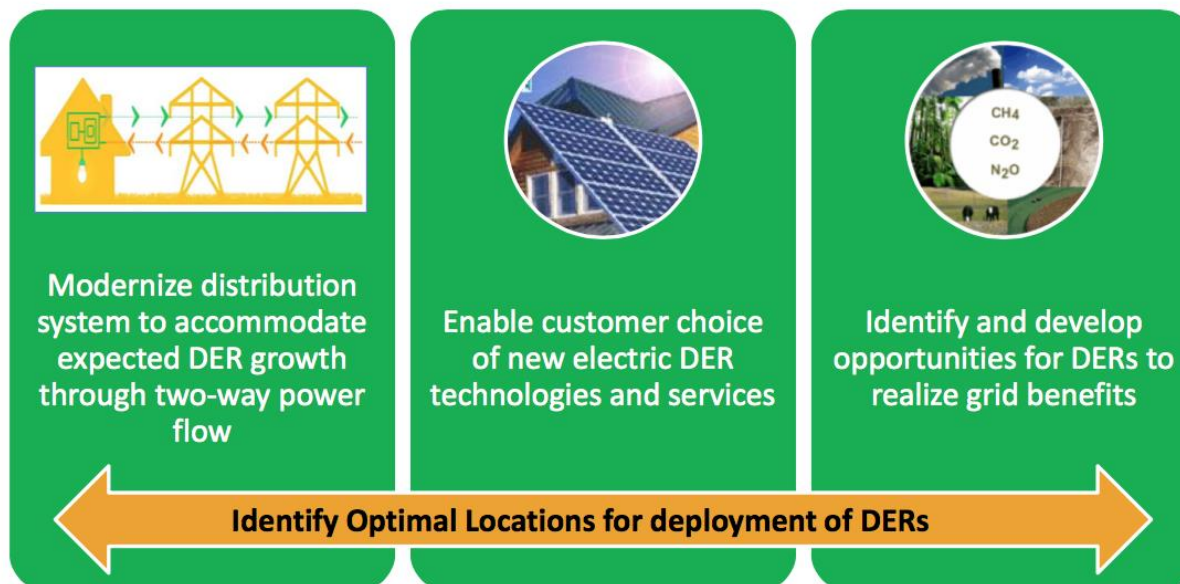 Modernize distribution
system to accommodate
expected DER growth
through two-way power
flow
Enable customer choice
of new electric DER
technologies and services
CH4
CO2
N2O
Identify and develop
opportunities for DERs to
realize grid benefits
Identify Optimal Locations for deployment of DERs